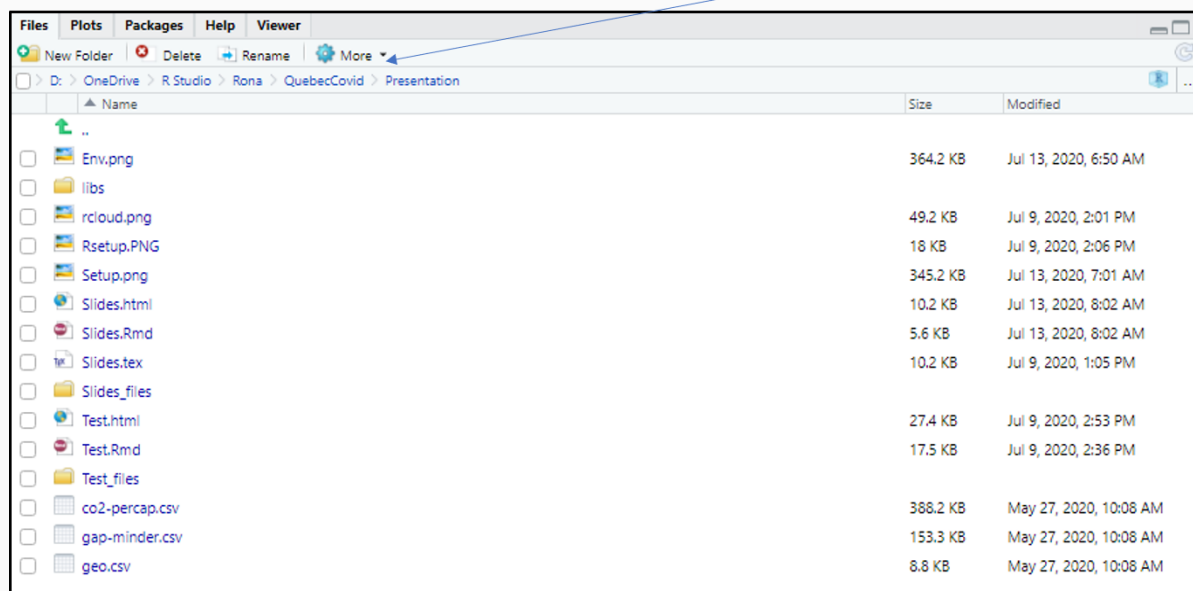 Files Plots Packages Help Viewer
New Folder Delete Rename More
D: > OneDrive > R Studio > Rona > QuebecCovid > Presentation
Name Size Modified
..
Env.png 364.2 KB Jul 13, 2020, 6:50 AM
libs
rcloud.png 49.2 KB Jul 9, 2020, 2:01 PM
Rsetup.PNG 18 KB Jul 9, 2020, 2:06 PM
Setup.png 345.2 KB Jul 13, 2020, 7:01 AM
Slides.html 10.2 KB Jul 13, 2020, 8:02 AM
Slides.Rmd 5.6 KB Jul 13, 2020, 8:02 AM
Slides.tex 10.2 KB Jul 9, 2020, 1:05 PM
Slides_files
Test.html 27.4 KB Jul 9, 2020, 2:53 PM
Test.Rmd 17.5 KB Jul 9, 2020, 2:36 PM
Test_files
co2-percap.csv 388.2 KB May 27, 2020, 10:08 AM
gap-minder.csv 153.3 KB May 27, 2020, 10:08 AM
geo.csv 8.8 KB May 27, 2020, 10:08 AM